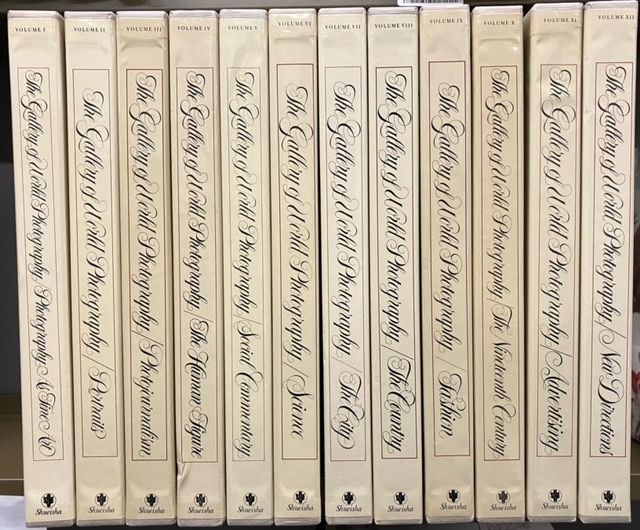 VOLUME I
The Gallery of World Photography/Photography As Fine Art
Shueisha
VOLUME II
The Gallery of World Photography/Portraits
Shueisha
VOLUME III
The Gallery of World Photography/Photojournalism
Shueisha
VOLUME IV
The Gallery of World Photography/The Human Figure
Shueisha
VOLUME V
The Gallery of World Photography/Social Commentary
Shueisha
VOLUME VI
The Gallery of World Photography/Science
Shueisha
VOLUME VII
The Gallery of World Photography/The City
Shueisha
VOLUME VIII
The Gallery of World Photography/The Country
Shueisha
VOLUME IX
The Gallery of World Photography/Fashion
Shueisha
VOLUME X
The Gallery of World Photography/The Nineteenth Century
Shueisha
VOLUME XI
The Gallery of World Photography/Advertising
Shueisha
VOLUME XII
The Gallery of World Photography/New Directions
Shueisha